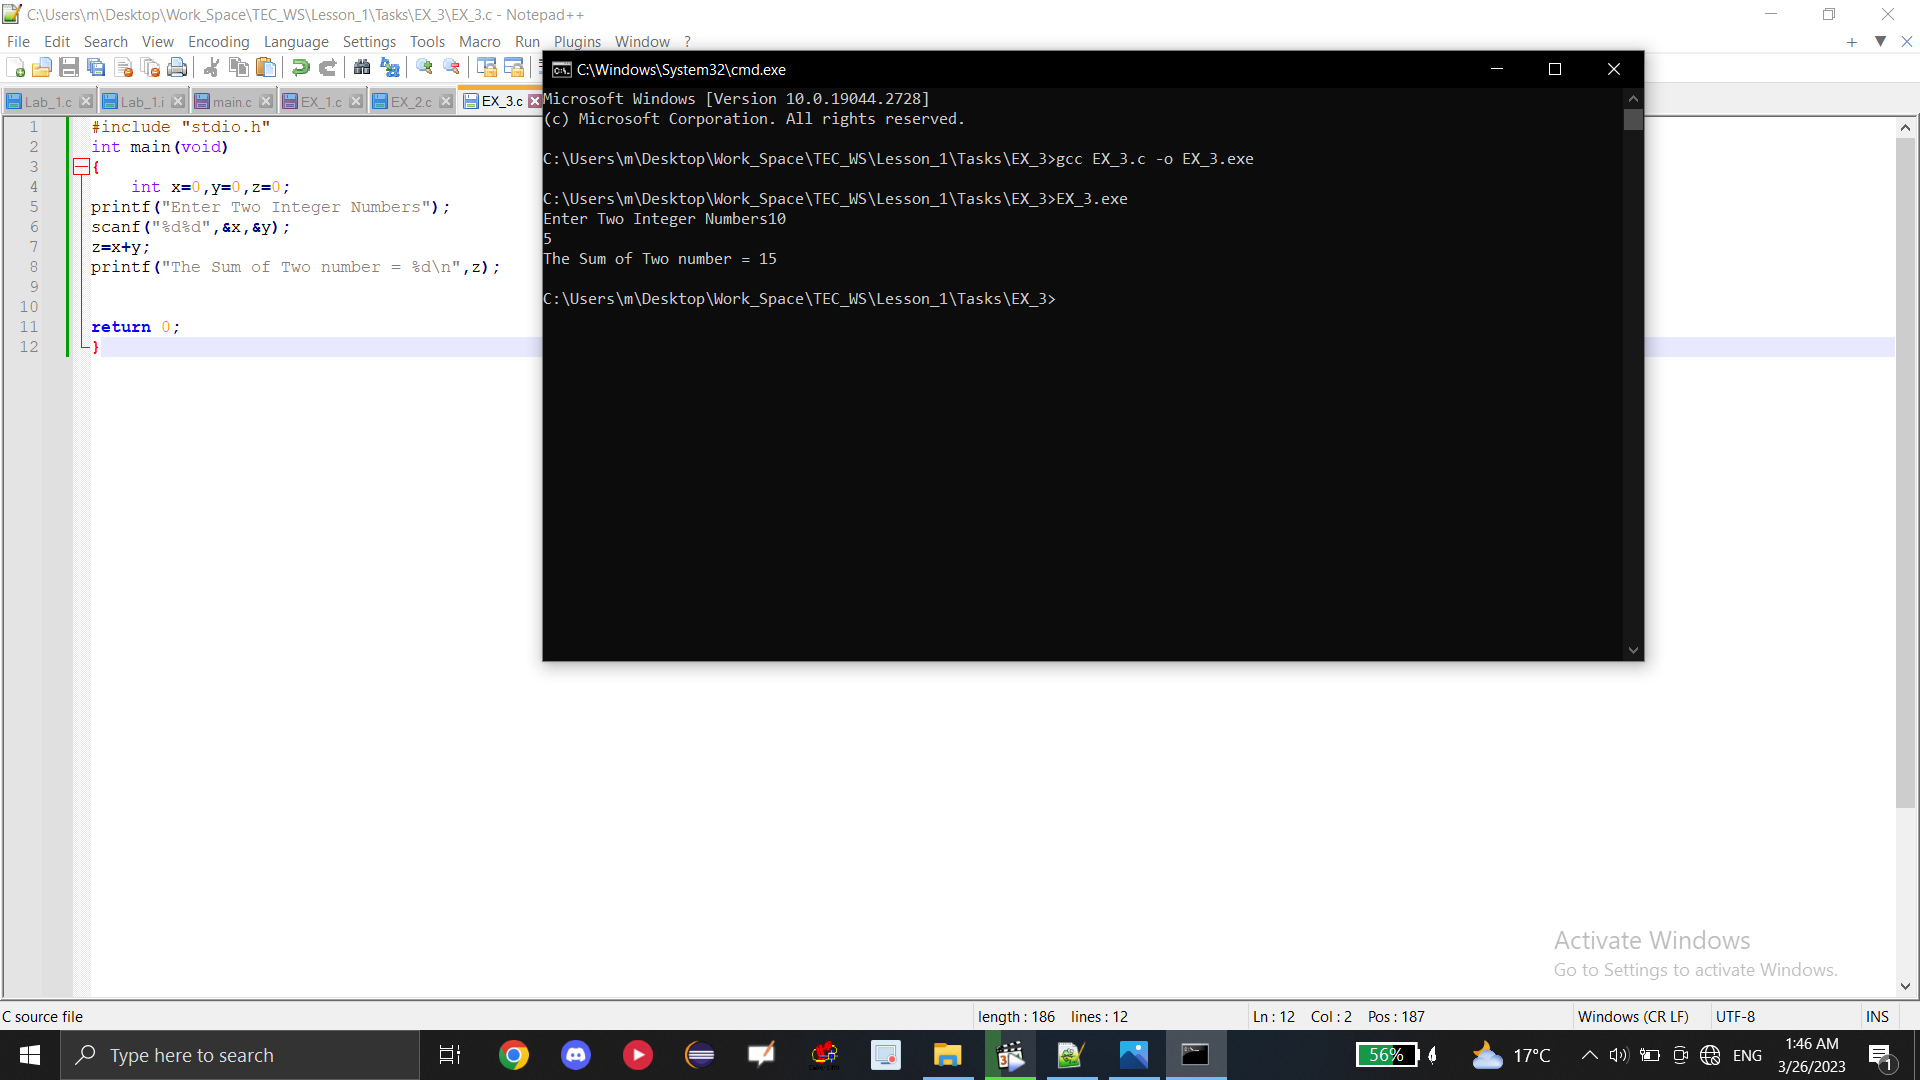 C:\Users\m\Desktop\Work_Space\TEC_WS\Lesson_1\Tasks\EX_3\EX_3.c - Notepad++
File Edit Search View Encoding Language Settings Tools Macro Run Plugins Window ?
Lab_1.c Lab_1.i main.c EX_1.c EX_2.c EX_3.c
1 #include "stdio.h"
2 int main(void)
3 {
4 int x=0,y=0,z=0;
5 printf("Enter Two Integer Numbers");
6 scanf("%d%d",&x,&y);
7 z=x+y;
8 printf("The Sum of Two number = %d\n",z);
9
10
11 return 0;
12 }
C:\Windows\System32\cmd.exe
Microsoft Windows [Version 10.0.19044.2728]
(c) Microsoft Corporation. All rights reserved.
C:\Users\m\Desktop\Work_Space\TEC_WS\Lesson_1\Tasks\EX_3>gcc EX_3.c -o EX_3.exe
C:\Users\m\Desktop\Work_Space\TEC_WS\Lesson_1\Tasks\EX_3>EX_3.exe
Enter Two Integer Numbers10
5
The Sum of Two number = 15
C:\Users\m\Desktop\Work_Space\TEC_WS\Lesson_1\Tasks\EX_3>
Activate Windows
Go to Settings to activate Windows.
C source file length : 186 lines : 12 Ln : 12 Col : 2 Pos : 187 Windows (CR LF) UTF-8 INS
Type here to search 56% 17°C ENG 1:46 AM
3/26/2023 1